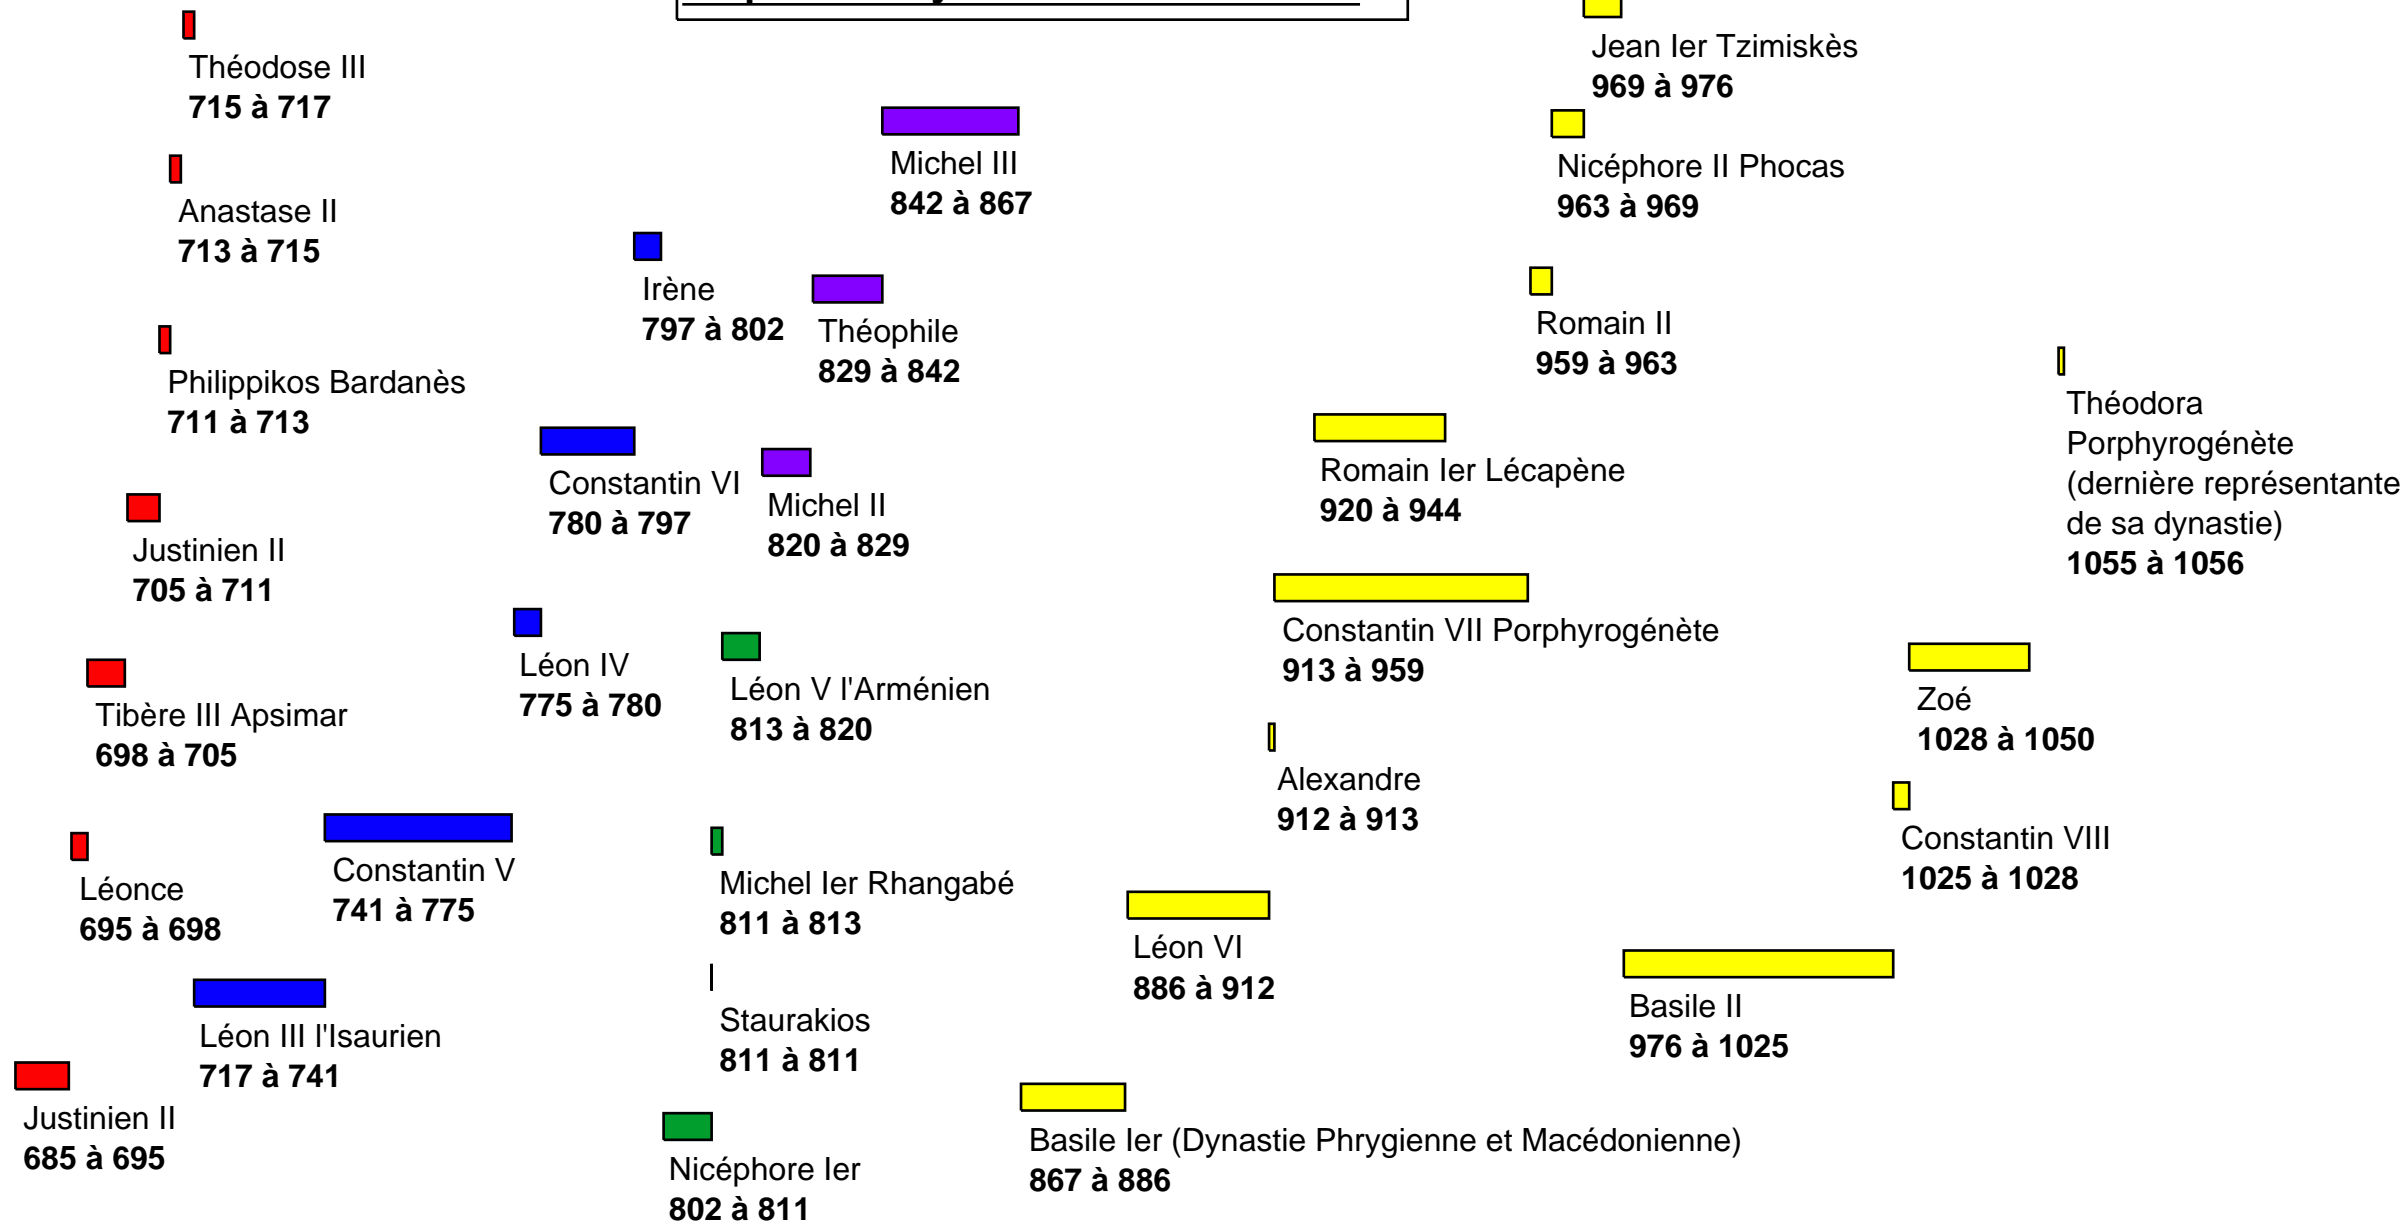 Théodose III
715 à 717
Anastase II
713 à 715
Philippikos Bardanès
711 à 713
Justinien II
705 à 711
Tibère III Apsimar
698 à 705
Léonce
695 à 698
Justinien II
685 à 695
Léon III l'Isaurien
717 à 741
Constantin V
741 à 775
Léon IV
775 à 780
Constantin VI
780 à 797
Irène
797 à 802
Nicéphore Ier
802 à 811
Staurakios
811 à 811
Michel Ier Rhangabé
811 à 813
Léon V l'Arménien
813 à 820
Michel II
820 à 829
Théophile
829 à 842
Michel III
842 à 867
Basile Ier (Dynastie Phrygienne et Macédonienne)
867 à 886
Léon VI
886 à 912
Alexandre
912 à 913
Constantin VII Porphyrogénète
913 à 959
Romain Ier Lécapène
920 à 944
Romain II
959 à 963
Nicéphore II Phocas
963 à 969
Jean Ier Tzimiskès
969 à 976
Basile II
976 à 1025
Constantin VIII
1025 à 1028
Zoé
1028 à 1050
Théodora
Porphyrogénète
(dernière représentante
de sa dynastie)
1055 à 1056